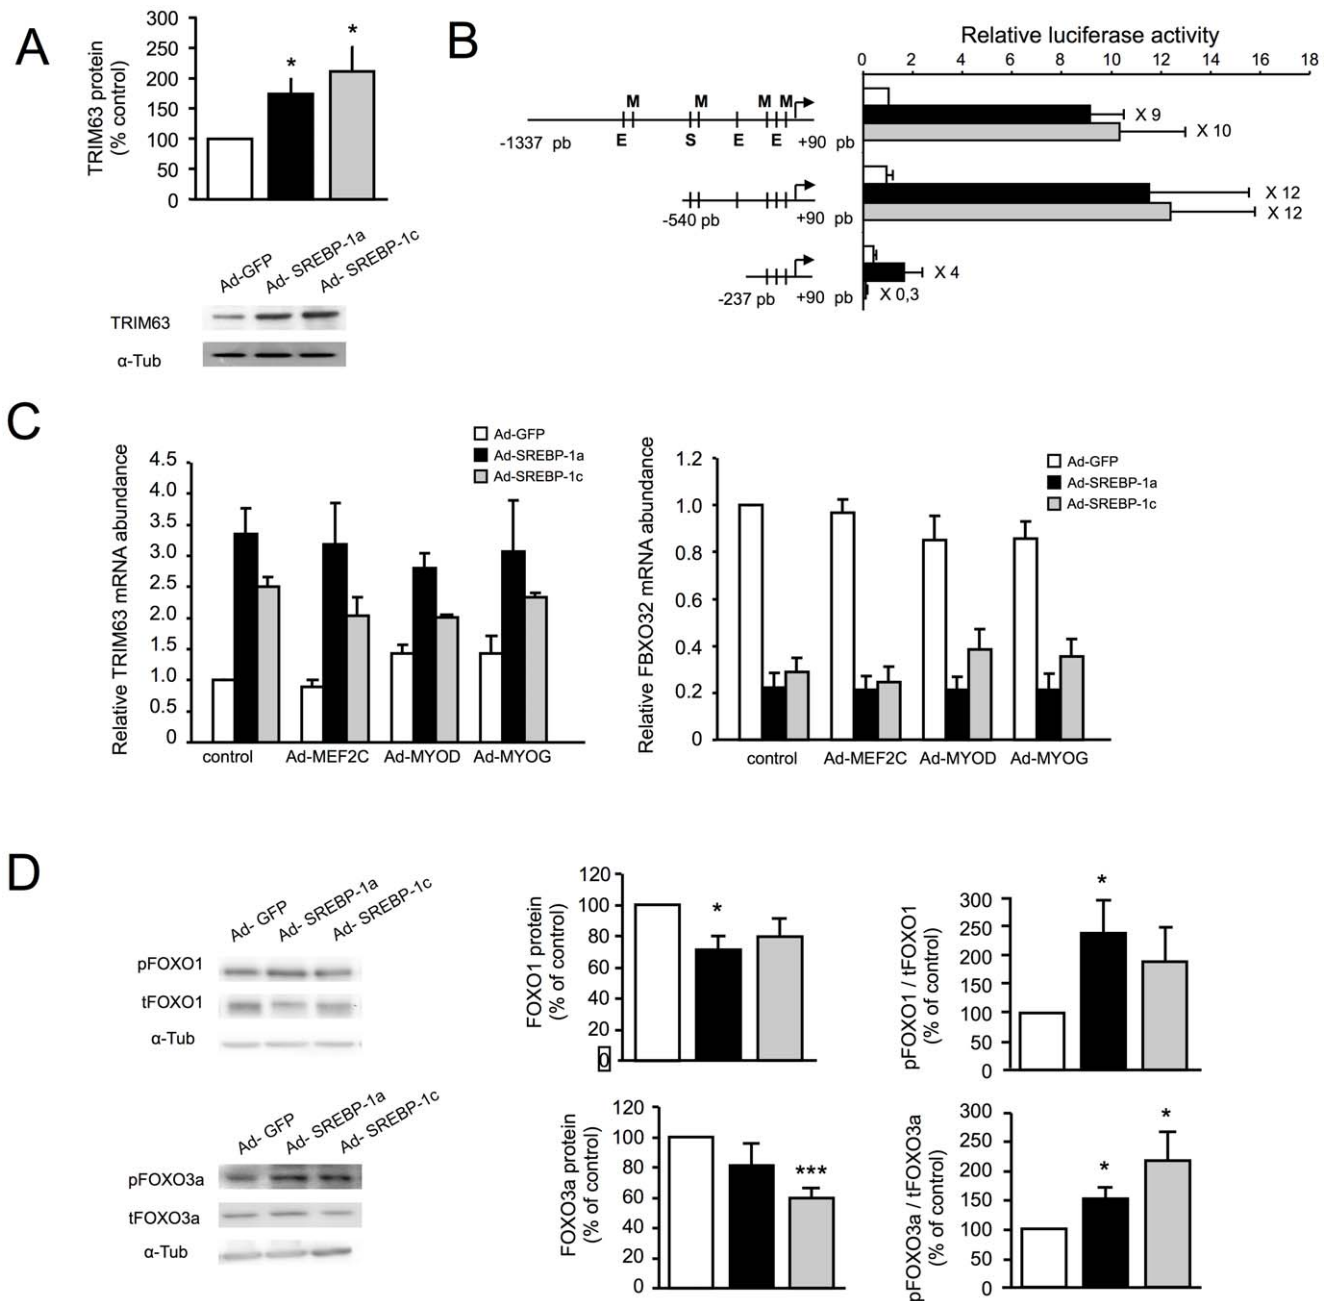 A
TRIM63 protein
(% control)
300
250
200
150
100
50
0
*
*
Ad-GFP
Ad- SREBP-1a
Ad- SREBP-1c
TRIM63
α-Tub
B
Relative luciferase activity
0 2 4 6 8 10 12 14 16 18
M M M M
E S E E
-1337 pb +90 pb
X 9
X 10
-540 pb +90 pb
X 12
X 12
-237 pb +90 pb
X 4
X 0,3
C
Relative TRIM63 mRNA abundance
4.5
4.0
3.5
3.0
2.5
2.0
1.5
1.0
0.5
0
Ad-GFP
Ad-SREBP-1a
Ad-SREBP-1c
control Ad-MEF2C Ad-MYOD Ad-MYOG
Relative FBXO32 mRNA abundance
1.2
1.0
0.8
0.6
0.4
0.2
0
Ad-GFP
Ad-SREBP-1a
Ad-SREBP-1c
control Ad-MEF2C Ad-MYOD Ad-MYOG
D
Ad- GFP
Ad- SREBP-1a
Ad- SREBP-1c
pFOXO1
tFOXO1
α-Tub
FOXO1 protein
(% of control)
120
100
80
60
40
20
0
*
pFOXO1 / tFOXO1
(% of control)
300
250
200
150
100
50
0
*
Ad- GFP
Ad- SREBP-1a
Ad- SREBP-1c
pFOXO3a
tFOXO3a
α-Tub
FOXO3a protein
(% of control)
120
100
80
60
40
20
0
***
pFOXO3a / tFOXO3a
(% of control)
300
250
200
150
100
50
0
*
*